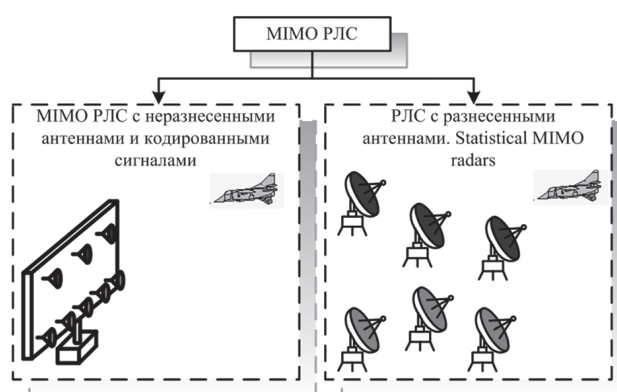 MIMO РЛС
MIMO РЛС с неразнесенными
антеннами и кодированными
сигналами
РЛС с разнесенными
антеннами. Statistical MIMO
radars